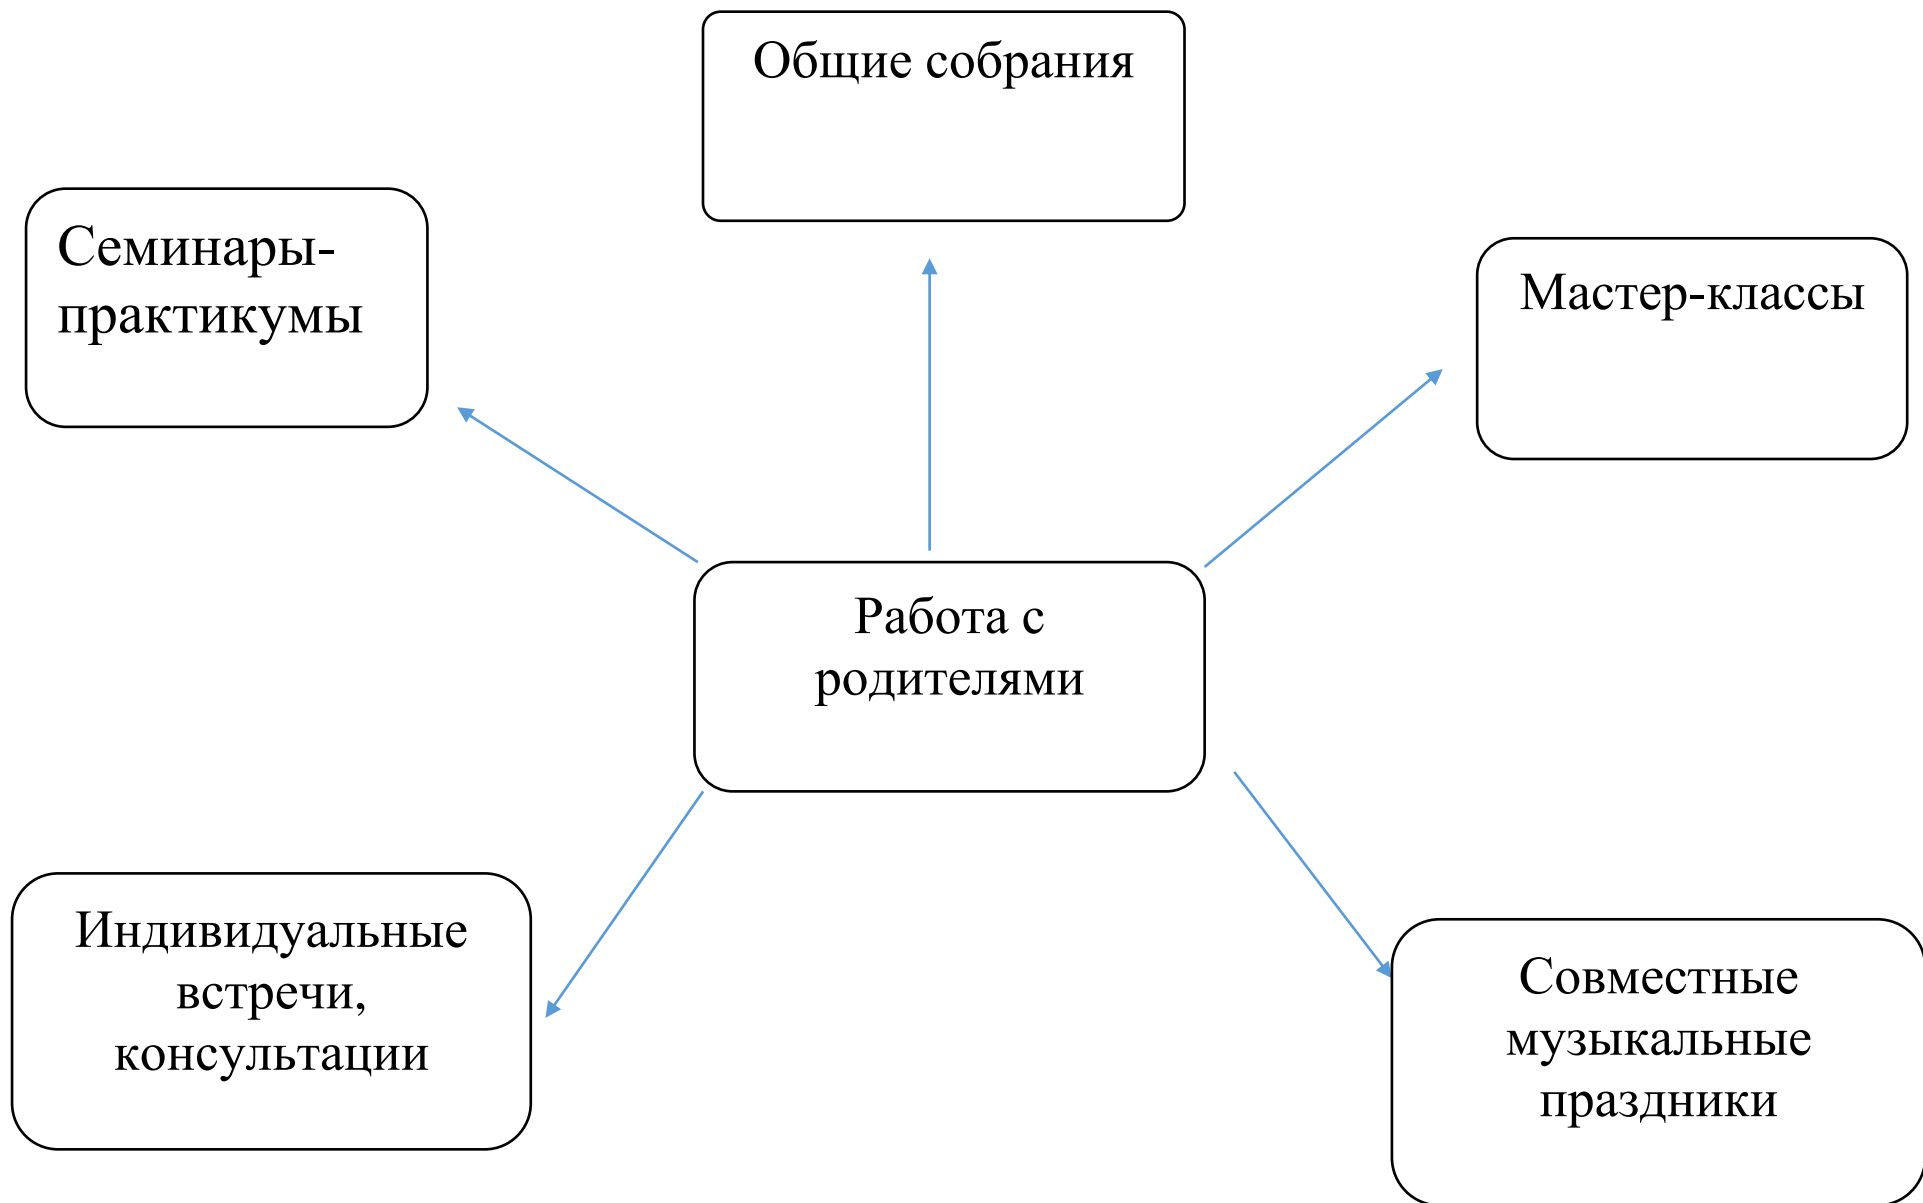 Общие собрания
Семинары-
практикумы
Мастер-классы
Работа с
родителями
Индивидуальные
встречи,
консультации
Совместные
музыкальные
праздники